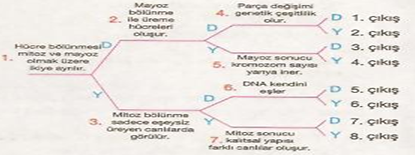 Mayoz
2. bölünme
ile üreme
hücreleri
oluşur.
4. Parça değişimi
genetik çeşitlilik
olur.
D 1. çıkış
Y 2. çıkış
D
Hücre bölünmesi
1. mitoz ve mayoz
olmak üzere
ikiye ayrılır.
D
Y
5. Mayoz sonucu
kromozom sayısı
yarıya iner.
D 3. çıkış
Y 4. çıkış
6. DNA kendini
eşler
D 5. çıkış
Y 6. çıkış
Y
D
3. Mitoz bölünme
sadece eşeysiz
üreyen canlılarda
görülür.
Y
7. Mitoz sonucu
kalıtsal yapısı
farklı canlılar oluşur.
D 7. çıkış
Y 8. çıkış